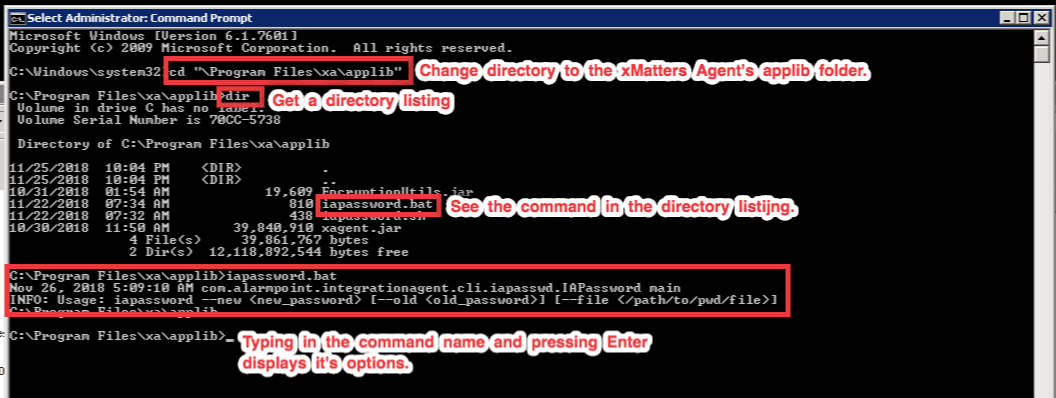 Select Administrator: Command Prompt
Microsoft Windows [Version 6.1.7601]
Copyright (c) 2009 Microsoft Corporation.  All rights reserved.
C:\Windows\system32>cd "\Program Files\xa\applib" Change directory to the xMatters Agent's applib folder.
C:\Program Files\xa\applib>dir Get a directory listing
Volume in drive C has no label.
Volume Serial Number is 70CC-5738
Directory of C:\Program Files\xa\applib
11/25/2018  10:04 PM    <DIR>          .
11/25/2018  10:04 PM    <DIR>          ..
10/31/2018  01:54 AM            19,609 EncryptionUtils.jar
11/22/2018  07:34 AM               810 iapassword.bat See the command in the directory listijng.
11/22/2018  07:32 AM               438 iapassword.sh
10/30/2018  11:50 AM        39,840,910 xagent.jar
4 File(s)     39,861,767 bytes
2 Dir(s)  12,118,892,544 bytes free
C:\Program Files\xa\applib>iapassword.bat
Nov 26, 2018 5:09:10 AM com.alarmpoint.integrationagent.cli.iapasswd.IAPassword main
INFO: Usage: iapassword --new <new_password> [--old <old_password>] [--file </path/to/pwd/file>]
C:\Program Files\xa\applib
C:\Program Files\xa\applib>_
Typing in the command name and pressing Enter
displays it's options.